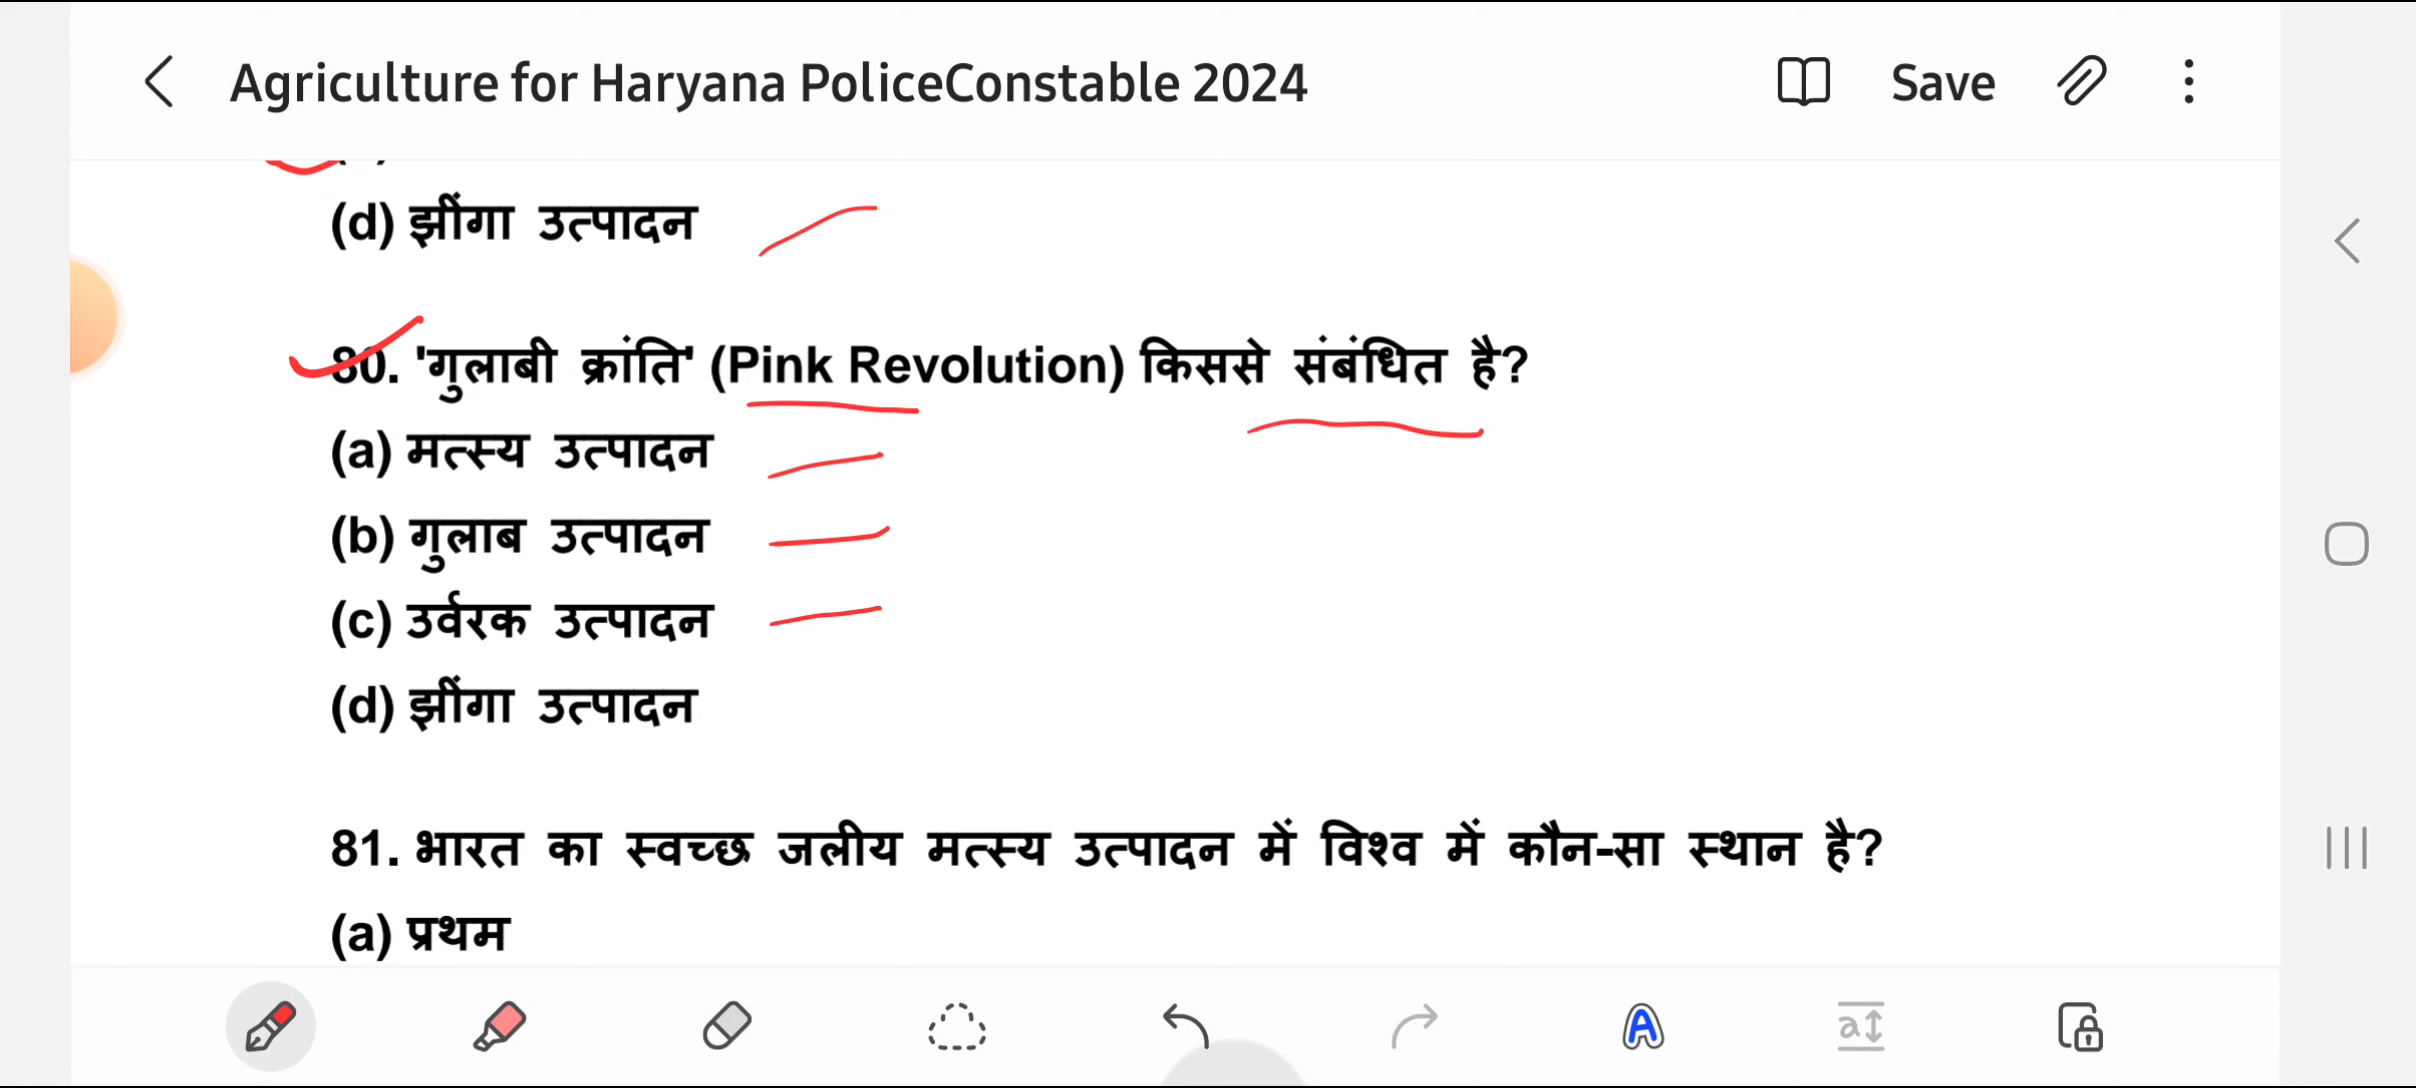 Agriculture for Haryana PoliceConstable 2024
Save
(d) झींगा उत्पादन
80. 'गुलाबी क्रांति' (Pink Revolution) किससे संबंधित है?
(a) मत्स्य उत्पादन
(b) गुलाब उत्पादन
(c) उर्वरक उत्पादन
(d) झींगा उत्पादन
81. भारत का स्वच्छ जलीय मत्स्य उत्पादन में विश्व में कौन-सा स्थान है?
(a) प्रथम